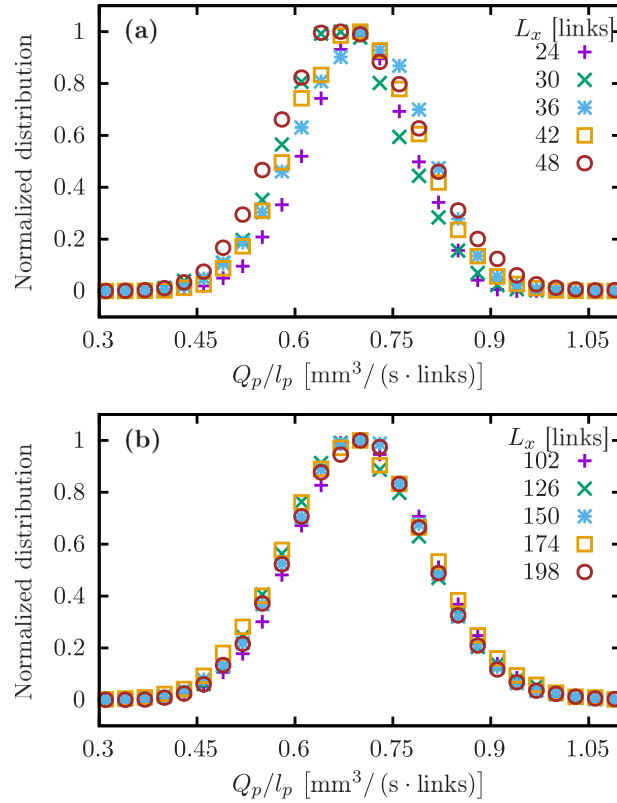 (a)
L_x [links]
24
30
36
42
48
Normalized distribution
1
0.8
0.6
0.4
0.2
0
0.3 0.45 0.6 0.75 0.9 1.05
Q_p/l_p [mm^3/(s · links)]
(b)
L_x [links]
102
126
150
174
198
Normalized distribution
1
0.8
0.6
0.4
0.2
0
0.3 0.45 0.6 0.75 0.9 1.05
Q_p/l_p [mm^3/(s · links)]